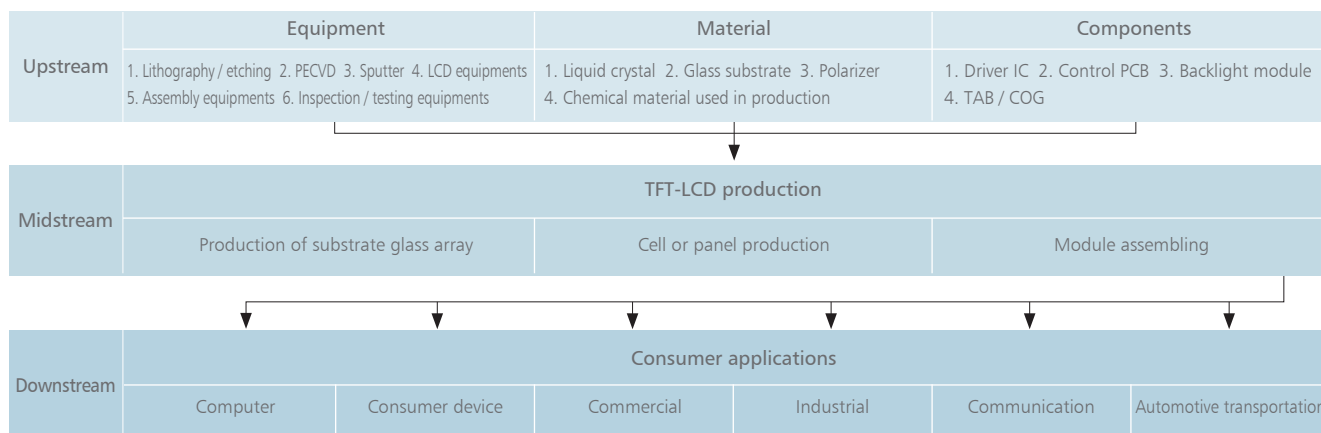 Equipment
Material
Components
Upstream
1. Lithography / etching 2. PECVD 3. Sputter 4. LCD equipments
5. Assembly equipments 6. Inspection / testing equipments
1. Liquid crystal 2. Glass substrate 3. Polarizer
4. Chemical material used in production
1. Driver IC 2. Control PCB 3. Backlight module
4. TAB / COG
Midstream
TFT-LCD production
Production of substrate glass array
Cell or panel production
Module assembling
Downstream
Consumer applications
Computer
Consumer device
Commercial
Industrial
Communication
Automotive transportation